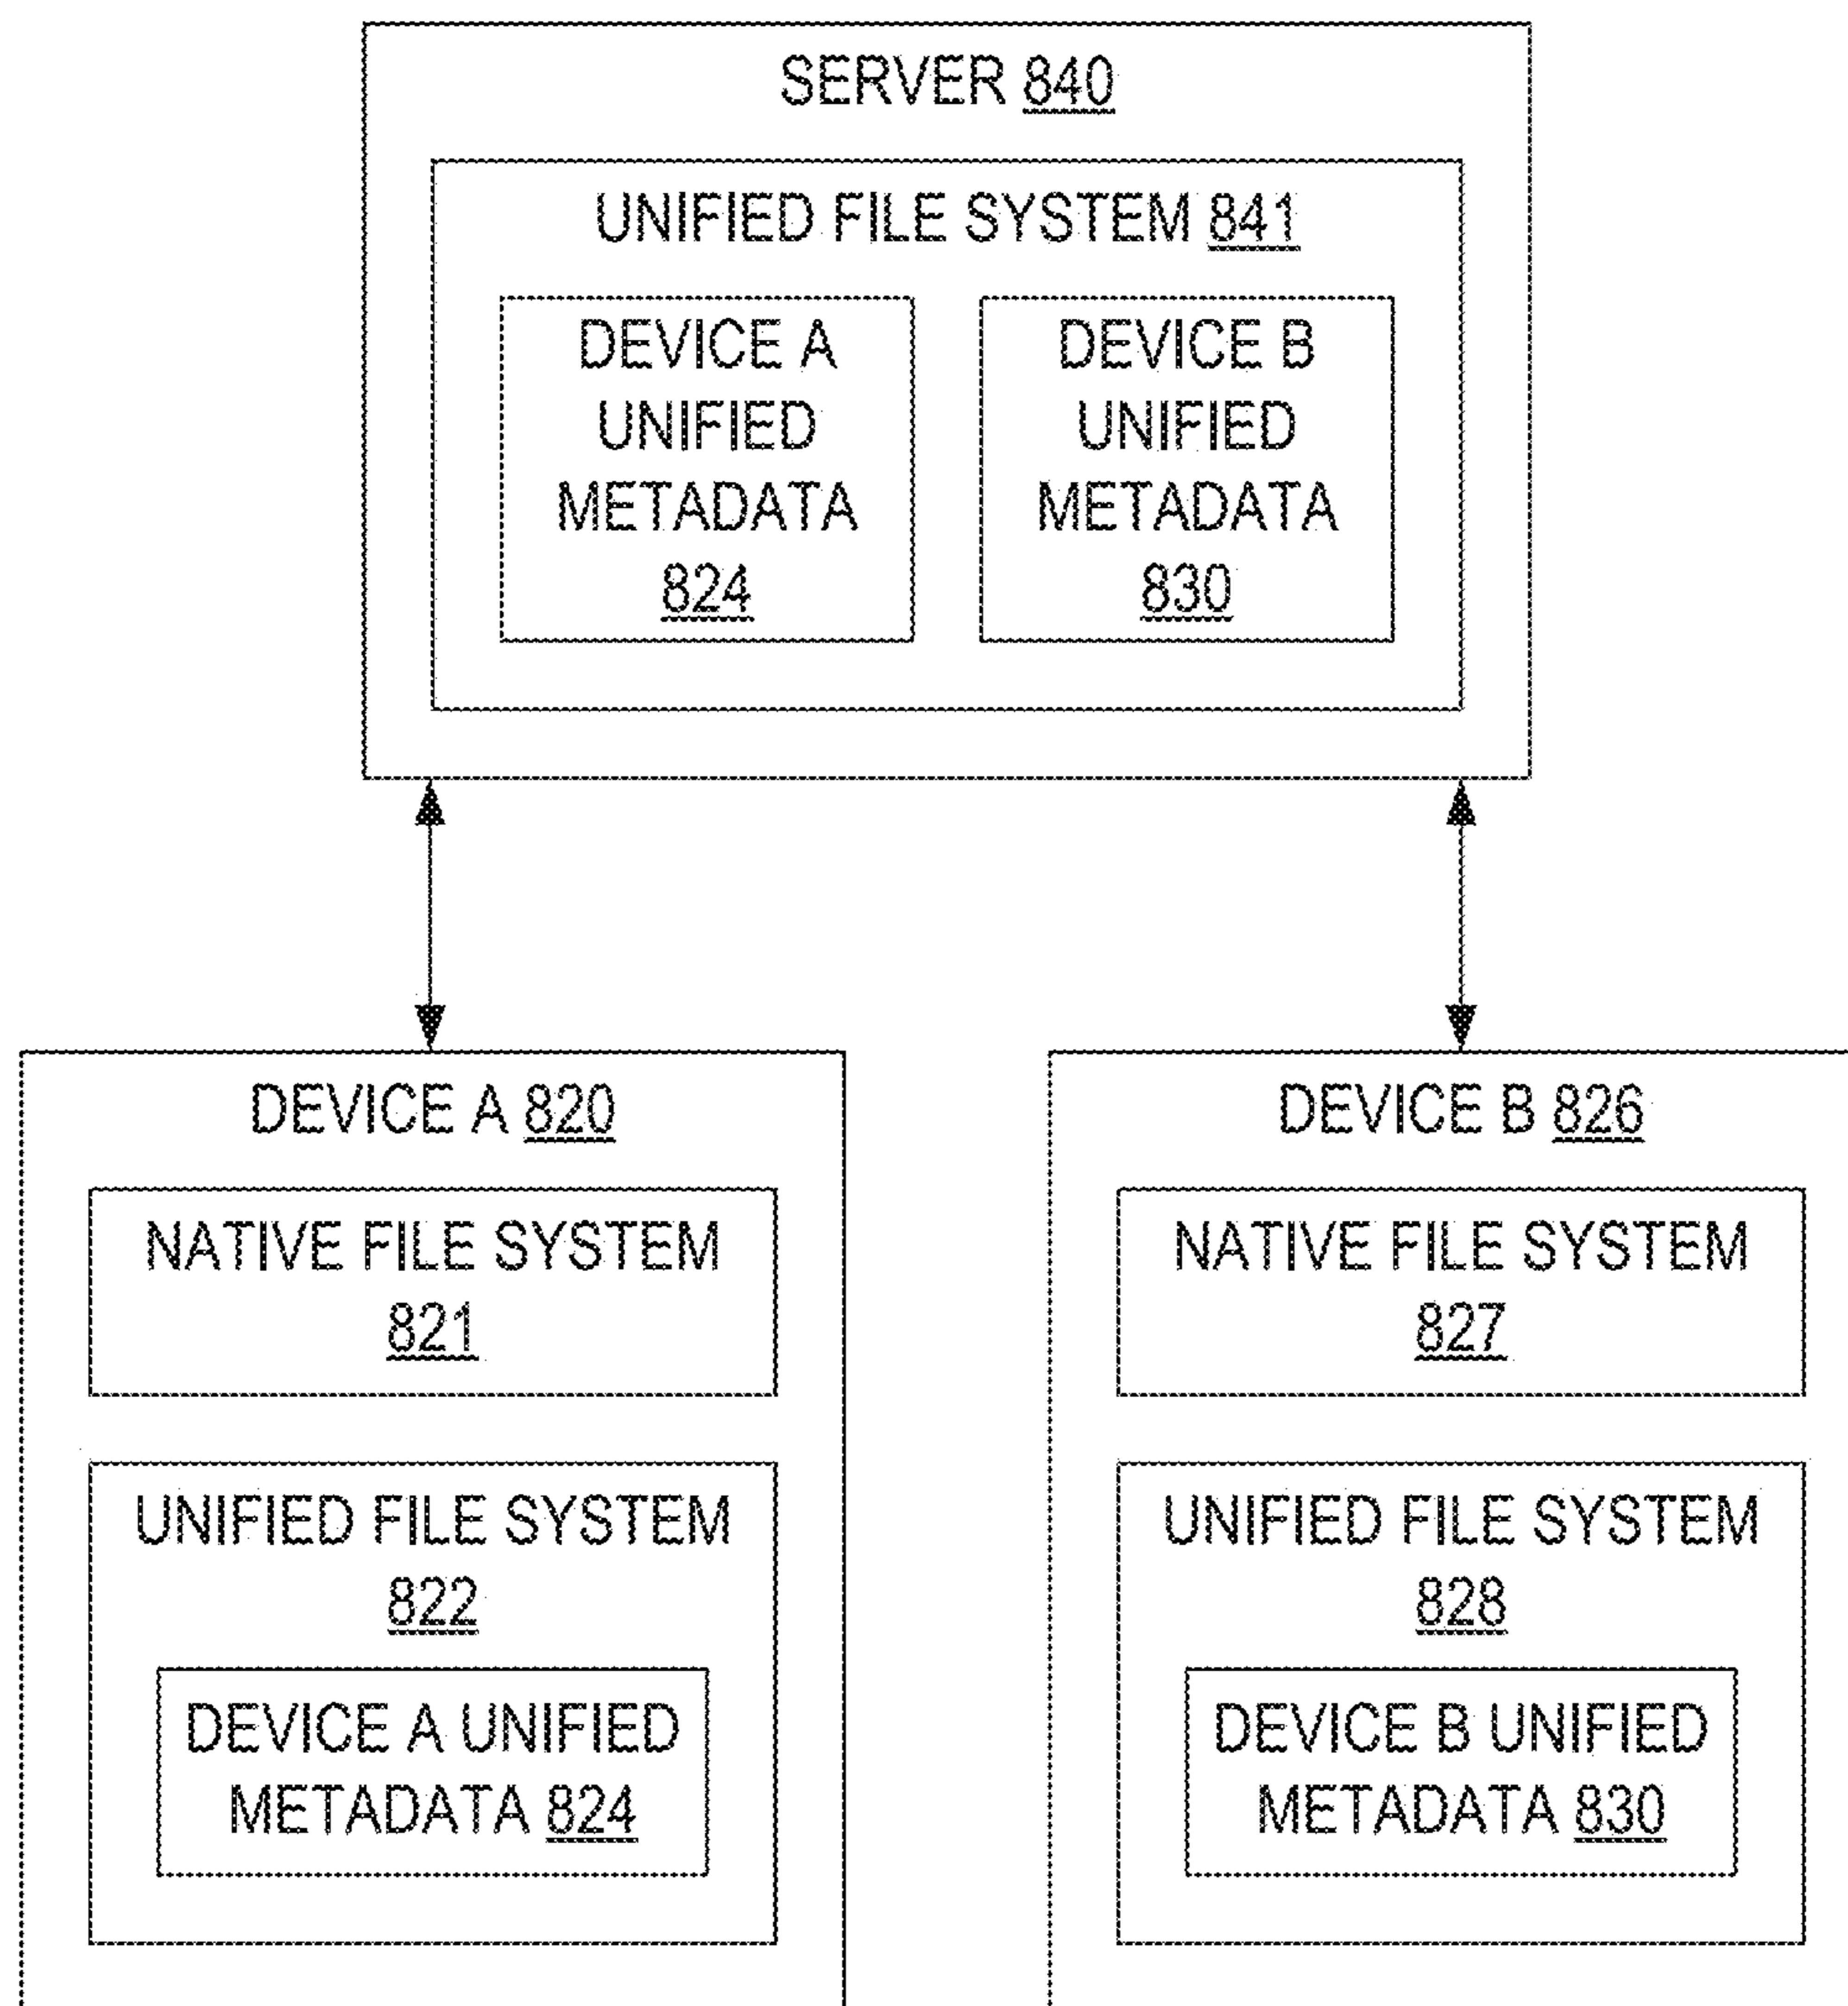 SERVER 840
UNIFIED FILE SYSTEM 841
DEVICE A
UNIFIED
METADATA
824
DEVICE B
UNIFIED
METADATA
830
DEVICE A 820
NATIVE FILE SYSTEM
821
UNIFIED FILE SYSTEM
822
DEVICE A UNIFIED
METADATA 824
DEVICE B 826
NATIVE FILE SYSTEM
827
UNIFIED FILE SYSTEM
828
DEVICE B UNIFIED
METADATA 830